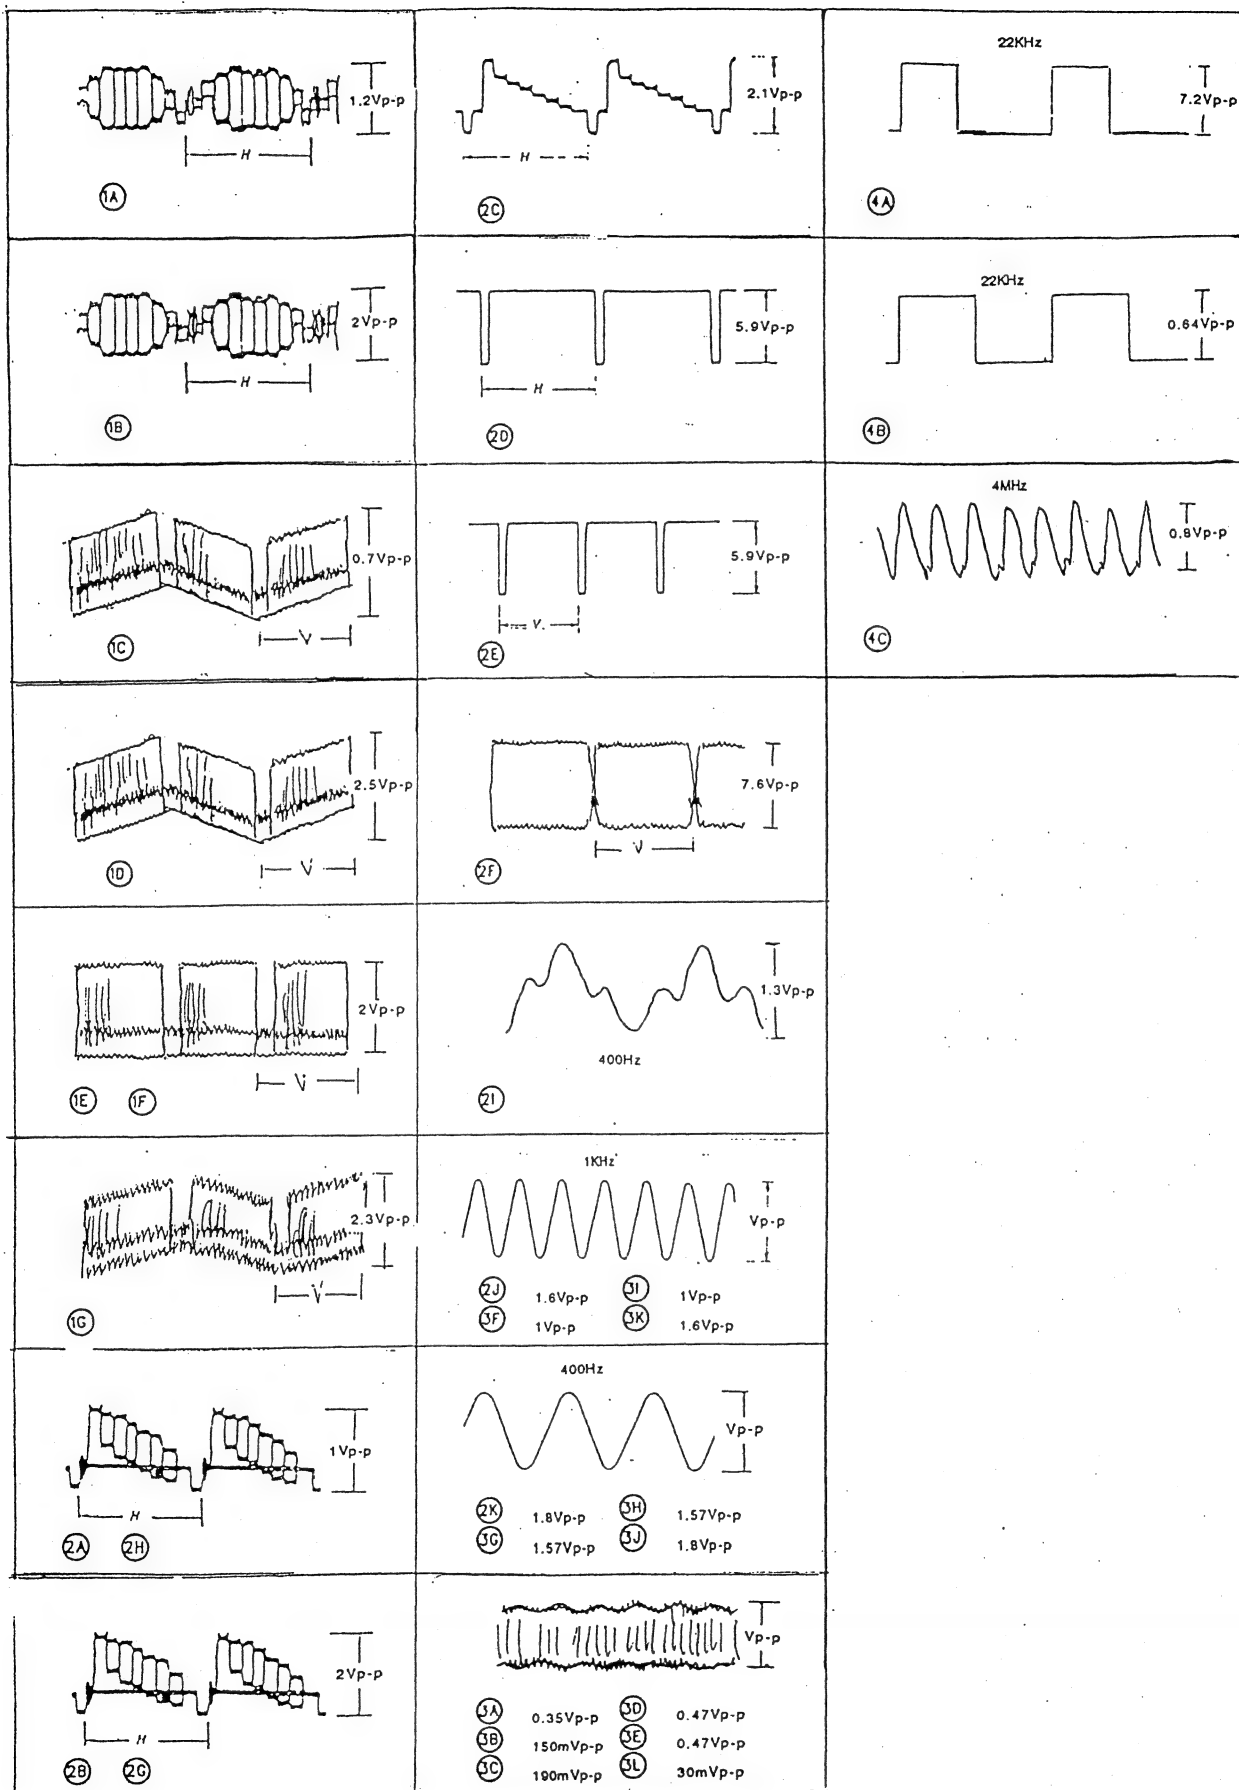 1.2Vp-p
H
1A
2.1Vp-p
H
2C
22KHz
7.2Vp-p
4A
2Vp-p
H
1B
5.9Vp-p
H
2D
22KHz
0.64Vp-p
4B
0.7Vp-p
V
1C
5.9Vp-p
V.
2E
4MHz
0.8Vp-p
4C
2.5Vp-p
V
1D
7.6Vp-p
V
2F
2Vp-p
V
1E 1F
1.3Vp-p
400Hz
2I
2.3Vp-p
V
1G
1KHz
Vp-p
2J 1.6Vp-p 3I 1Vp-p
3F 1Vp-p 3K 1.6Vp-p
1Vp-p
H
2A 2H
400Hz
Vp-p
2K 1.8Vp-p 3H 1.57Vp-p
3G 1.57Vp-p 3J 1.8Vp-p
2Vp-p
H
2B 2G
Vp-p
3A 0.35Vp-p 3D 0.47Vp-p
3B 150mVp-p 3E 0.47Vp-p
3C 190mVp-p 3L 30mVp-p